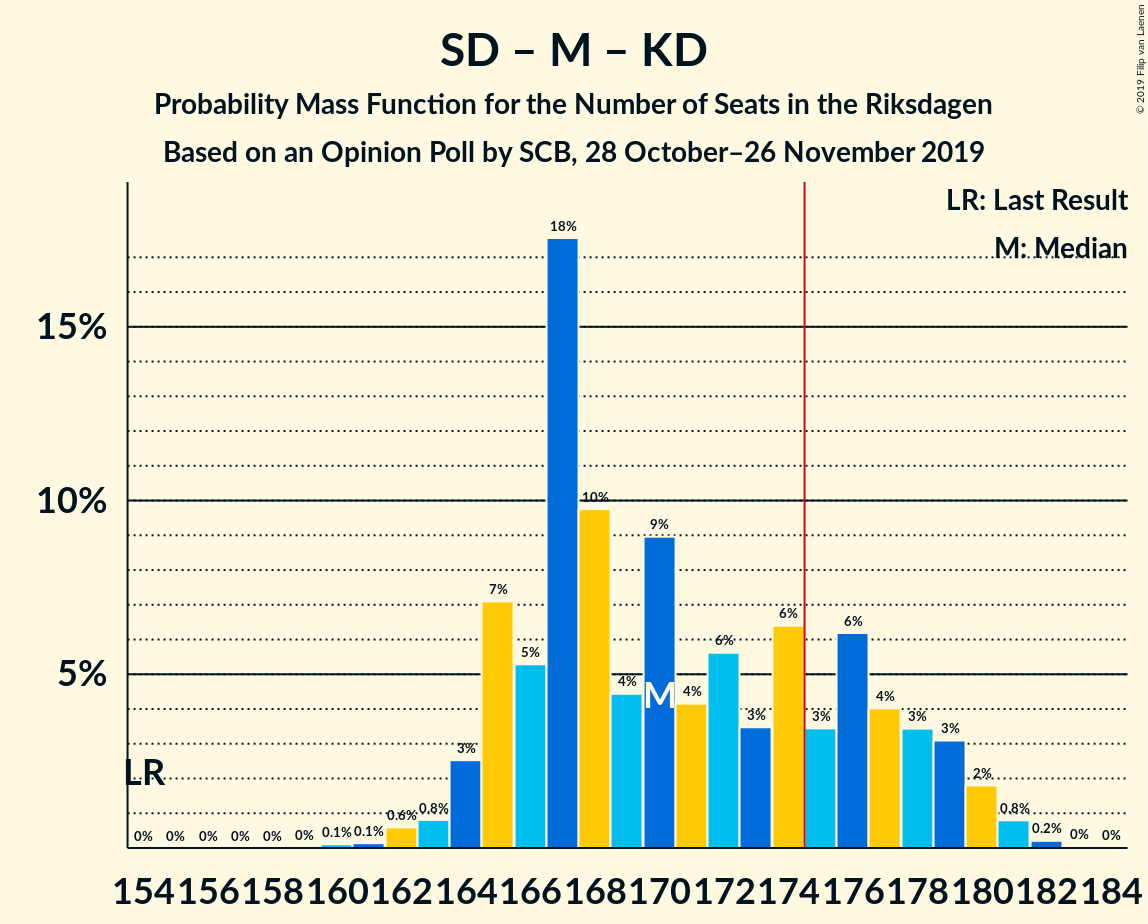 SD – M – KD
Probability Mass Function for the Number of Seats in the Riksdagen
Based on an Opinion Poll by SCB, 28 October–26 November 2019
© 2019 Filip van Laenen
LR: Last Result
M: Median
15%
10%
5%
LR
M
0% 0% 0% 0% 0% 0% 0.1% 0.1% 0.6% 0.8% 3% 7% 5% 18% 10% 4% 9% 4% 6% 3% 6% 3% 6% 4% 3% 3% 2% 0.8% 0.2% 0% 0%
154 156 158 160 162 164 166 168 170 172 174 176 178 180 182 184